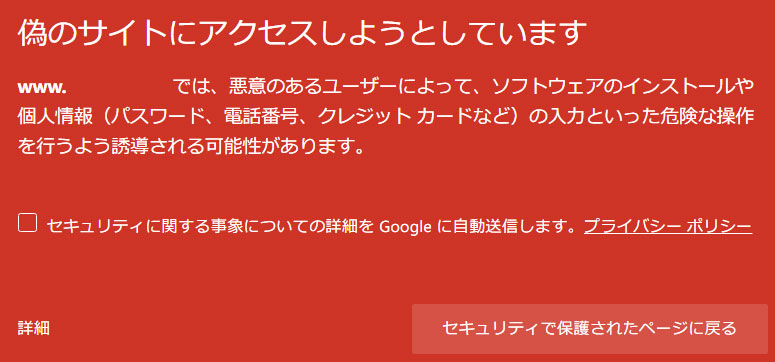 偽のサイトにアクセスしようとしています
www. では、悪意のあるユーザーによって、ソフトウェアのインストールや
個人情報（パスワード、電話番号、クレジット カードなど）の入力といった危険な操作
を行うよう誘導される可能性があります。
セキュリティに関する事象についての詳細を Google に自動送信します。プライバシー ポリシー
詳細
セキュリティで保護されたページに戻る